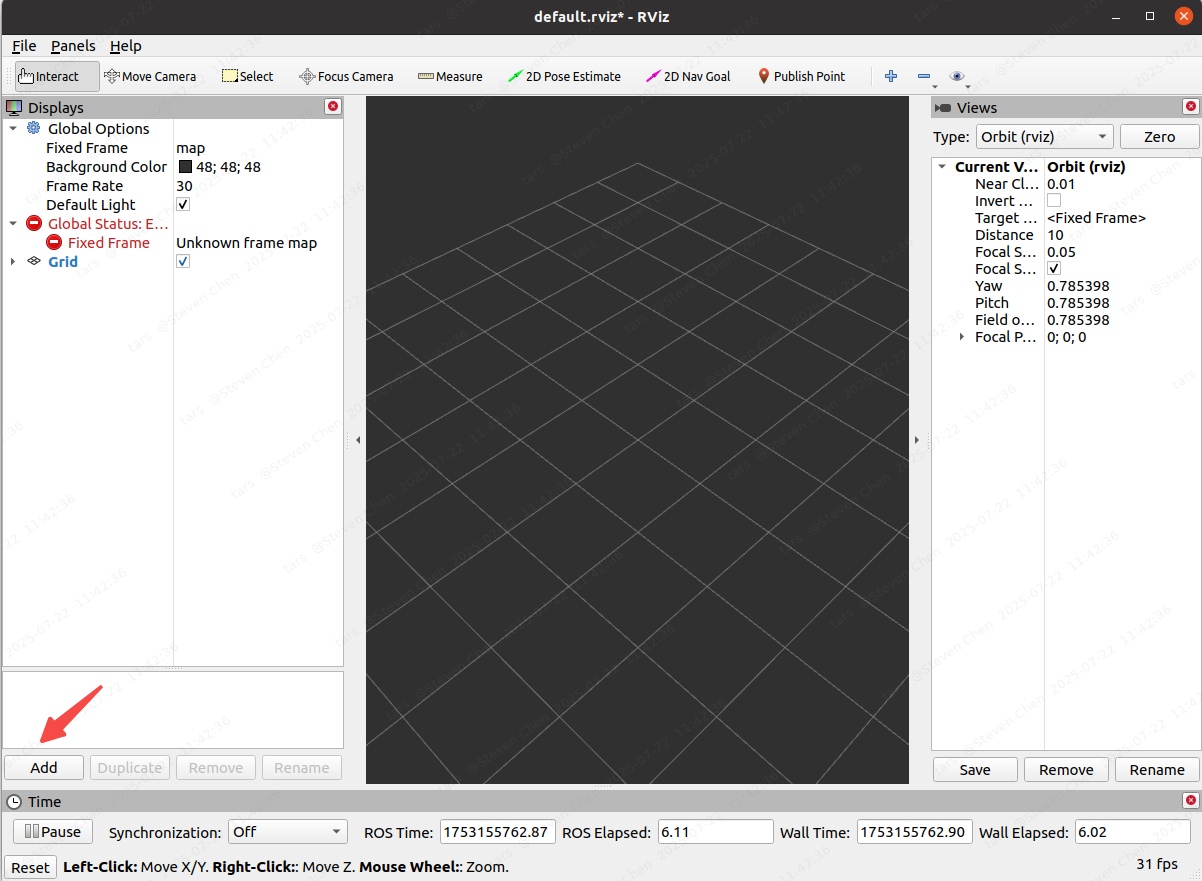 default.rviz* - RViz
File Panels Help
Interact Move Camera Select Focus Camera Measure 2D Pose Estimate 2D Nav Goal Publish Point
Displays
Global Options
Fixed Frame map
Background Color 48; 48; 48
Frame Rate 30
Default Light
Global Status: E...
Fixed Frame Unknown frame map
Grid
Add Duplicate Remove Rename
Views
Type: Orbit (rviz) Zero
Current V... Orbit (rviz)
Near Cl... 0.01
Invert ...
Target ... <Fixed Frame>
Distance 10
Focal S... 0.05
Focal S...
Yaw 0.785398
Pitch 0.785398
Field o... 0.785398
Focal P... 0; 0; 0
Save Remove Rename
Time
Pause Synchronization: Off ROS Time: 1753155762.87 ROS Elapsed: 6.11 Wall Time: 1753155762.90 Wall Elapsed: 6.02
Reset Left-Click: Move X/Y. Right-Click:: Move Z. Mouse Wheel:: Zoom. 31 fps
tars @Steven Chen 2025-07-22 11:42:36